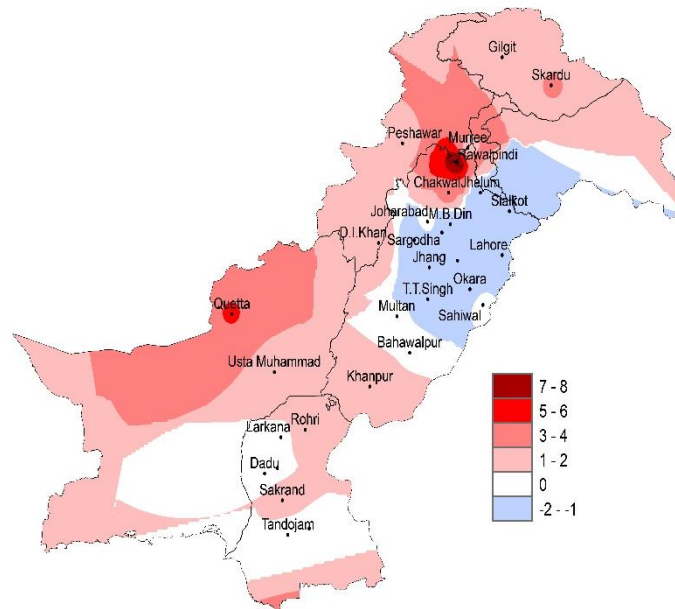 Gilgit
Skardu
Peshawar
Murree
Rawalpindi
Chakwal
Jhelum
Sialkot
Joharabad
M.B.Din
D.I.Khan
Sargodha
Lahore
Jhang
Okara
T.T.Singh
Quetta
Multan
Sahiwal
Bahawalpur
Usta Muhammad
Khanpur
7 - 8
5 - 6
3 - 4
1 - 2
0
-2 - -1
Rohri
Larkana
Dadu
Sakrand
Tandojam